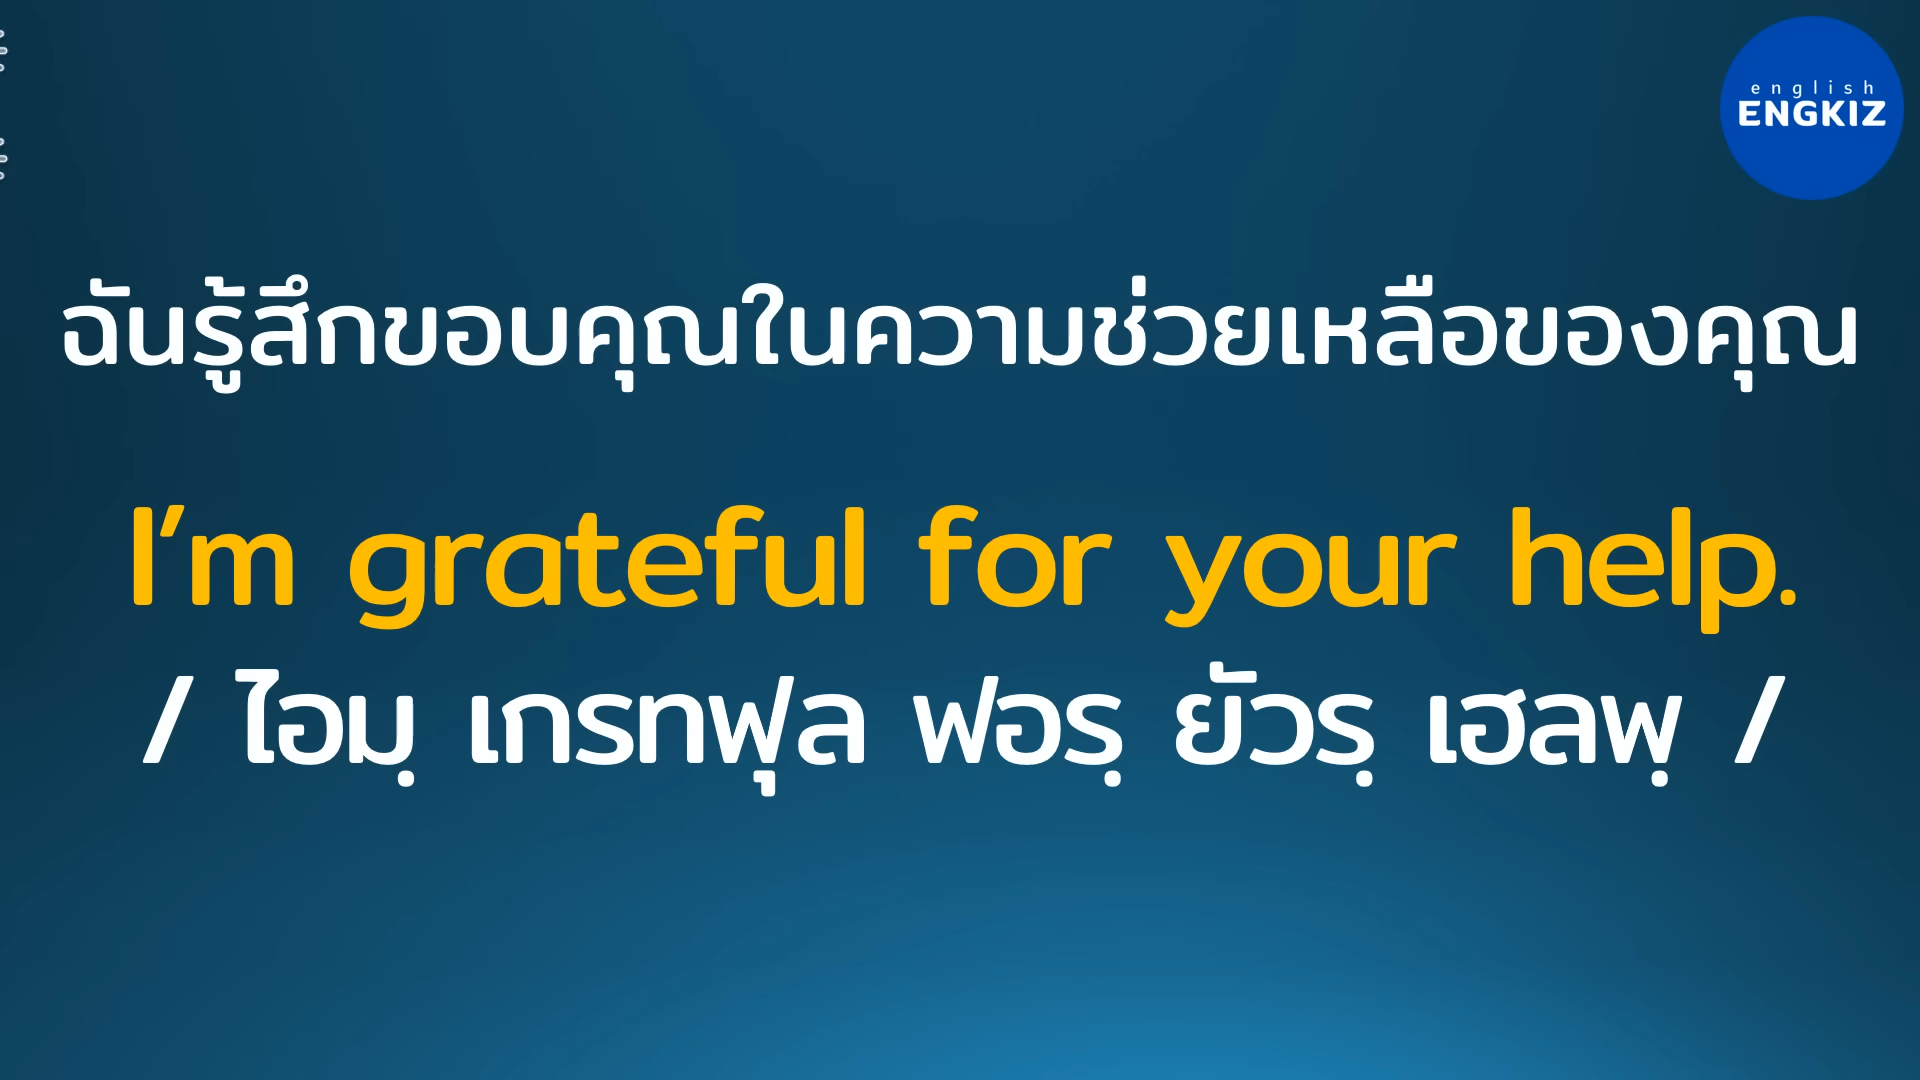 english
ENGKIZ
ฉันรู้สึกขอบคุณในความช่วยเหลือของคุณ
I’m grateful for your help.
/ ไอมฺ เกรทฟุล ฟอรฺ ยัวรฺ เฮลพฺ /